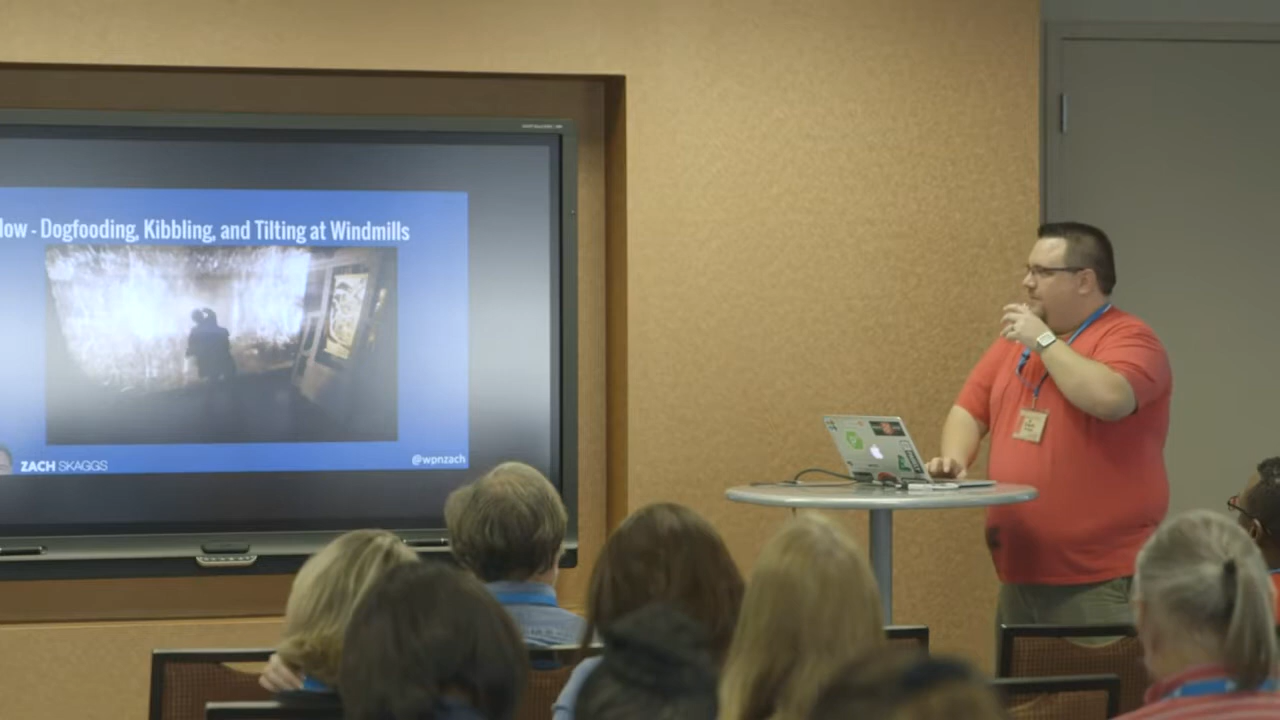 low - Dogfooding, Kibbling, and Tilting at Windmills
ZACH SKAGGS
@wpnzach